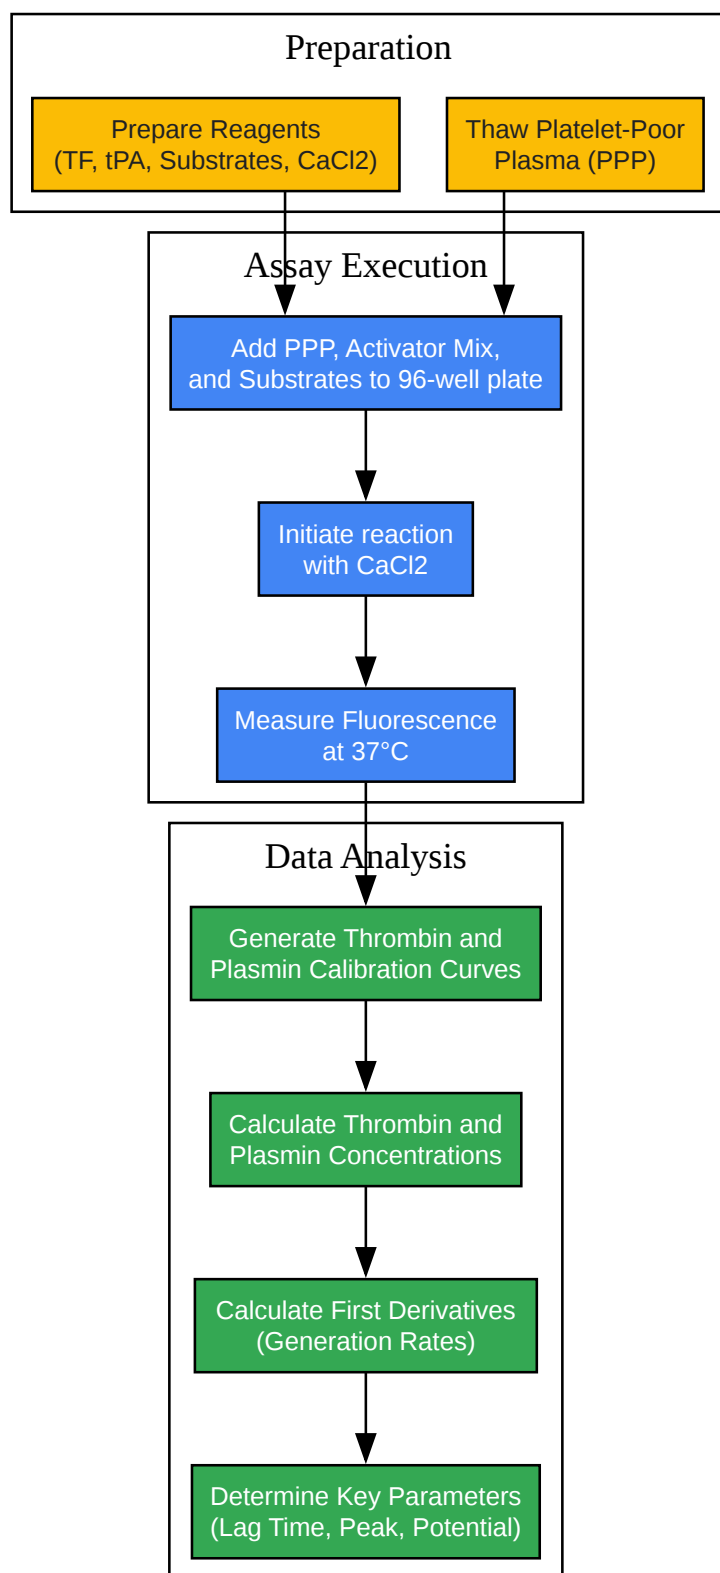 Preparation
Prepare Reagents
(TF, tPA, Substrates, CaCl2)
Thaw Platelet-Poor
Plasma (PPP)
Assay Execution
Add PPP, Activator Mix,
and Substrates to 96-well plate
Initiate reaction
with CaCl2
Measure Fluorescence
at 37°C
Data Analysis
Generate Thrombin and
Plasmin Calibration Curves
Calculate Thrombin and
Plasmin Concentrations
Calculate First Derivatives
(Generation Rates)
Determine Key Parameters
(Lag Time, Peak, Potential)